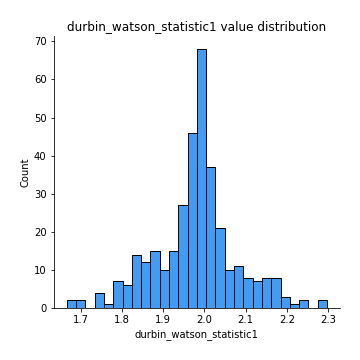 durbin_watson_statistic1 value distribution
70
60
50
40
30
20
10
0
Count
1.7 1.8 1.9 2.0 2.1 2.2 2.3
durbin_watson_statistic1